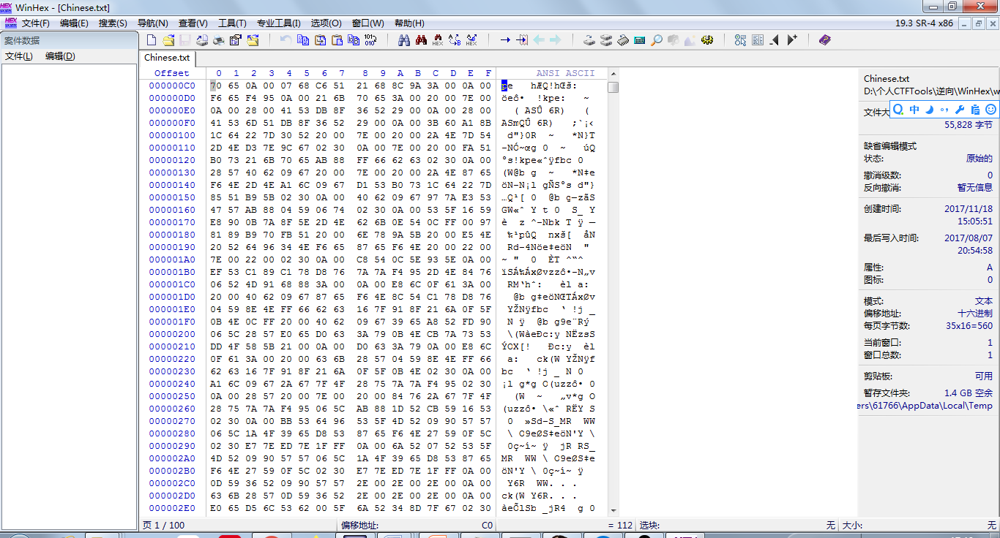 WinHex - [Chinese.txt]
文件(F) 编辑(E) 搜索(S) 导航(N) 查看(V) 工具(T) 专业工具(I) 选项(O) 窗口(W) 帮助(H) 19.3 SR-4 x86
案件数据
文件(L) 编辑(D)
Chinese.txt
Offset 0 1 2 3 4 5 6 7 8 9 A B C D E F ANSI ASCII
000000C0 70 65 0A 00 07 68 C6 51 21 68 8C 9A 3A 00 0A 00 pe hÆQ!hŒš:
000000D0 F6 65 F4 95 0A 00 21 6B 70 65 3A 00 20 00 7E 00 öeô• !kpe: ~
000000E0 0A 00 28 00 41 53 DB 8F 36 52 29 00 0A 00 28 00 ( ASÛ 6R) (
000000F0 41 53 6D 51 DB 8F 36 52 29 00 0A 00 3B 60 A1 8B ASmQÛ 6R) ;`¡‹
00000100 1C 64 22 7D 30 52 20 00 7E 00 20 00 2A 4E 7D 54 d"}0R ~ *N}T
00000110 2D 4E D3 7E 9C 67 02 30 0A 00 7E 00 20 00 FA 51 -NÓ~œg 0 ~ úQ
00000120 B0 73 21 6B 70 65 AB 88 FF 66 62 63 02 30 0A 00 °s!kpe«ˆÿfbc 0
00000130 28 57 40 62 09 67 20 00 7E 00 20 00 2A 4E 87 65 (W@b g ~ *N‡e
00000140 F6 4E 2D 4E A1 6C 09 67 D1 53 B0 73 1C 64 22 7D öN-N¡l gÑS°s d"}
00000150 85 51 B9 5B 02 30 0A 00 40 62 09 67 97 7A E3 53 …Q¹[ 0 @b g—zãS
00000160 47 57 AB 88 04 59 06 74 02 30 0A 00 53 5F 16 59 GW«ˆ Y t 0 S_ Y
00000170 E8 90 0B 7A 8F 5E 2D 4E 62 6B 0E 54 0C FF 00 97 è z ^-Nbk T ÿ —
00000180 81 89 B9 70 FB 51 20 00 6E 78 9A 5B 20 00 E5 4E ‰¹pûQ nxš[ åN
00000190 20 52 64 96 34 4E F6 65 87 65 F6 4E 20 00 22 00 Rd–4Nöe‡eöN "
000001A0 7E 00 22 00 02 30 0A 00 C8 54 0C 5E 93 5E 0A 00 ~ " 0 ÈT ^“^
000001B0 EF 53 C1 89 C1 78 D8 76 7A 7A F4 95 2D 4E 84 76 ïSÁ‰ÁxØvzzô•-N„v
000001C0 06 52 4D 91 68 88 3A 00 0A 00 E8 6C 0F 61 3A 00 RM‘hˆ: èl a:
000001D0 20 00 40 62 09 67 87 65 F6 4E 8C 54 C1 78 D8 76 @b g‡eöNŒTÁxØv
000001E0 04 59 8E 4E FF 66 62 63 16 7F 91 8F 21 6A 0F 5F YŽNÿfbc ‘ !j _
000001F0 0B 4E 0C FF 20 00 40 62 09 67 39 65 A8 52 FD 90 N ÿ @b g9e¨Rý
00000200 06 5C 28 57 E0 65 D0 63 3A 79 0B 4E CB 7A 73 53 \(WàeÐc:y NËzsS
00000210 DD 4F 58 5B 21 00 0A 00 D0 63 3A 79 0A 00 E8 6C ÝOX[! Ðc:y èl
00000220 0F 61 3A 00 20 00 63 6B 28 57 04 59 8E 4E FF 66 a: ck(W YŽNÿf
00000230 62 63 16 7F 91 8F 21 6A 0F 5F 0B 4E 02 30 0A 00 bc ‘ !j _ N 0
00000240 A1 6C 09 67 2A 67 7F 4F 28 75 7A 7A F4 95 02 30 ¡l g*g O(uzzô• 0
00000250 0A 00 28 57 20 00 7E 00 20 00 84 76 2A 67 7F 4F (W ~ „v*g O
00000260 28 75 7A 7A F4 95 06 5C AB 88 1D 52 CB 59 16 53 (uzzô• \«ˆ RËY S
00000270 02 30 0A 00 BB 53 64 96 53 5F 4D 52 09 90 57 57 0 »Sd–S_MR WW
00000280 06 5C 1A 4F 39 65 D8 53 87 65 F6 4E 27 59 0F 5C \ O9eØS‡eöN'Y \
00000290 02 30 E7 7E ED 7E 1F FF 0A 00 6A 52 07 52 53 5F 0ç~í~ ÿ jR RS_
000002A0 4D 52 09 90 57 57 06 5C 1A 4F 39 65 D8 53 87 65 MR WW \ O9eØS‡e
000002B0 F6 4E 27 59 0F 5C 02 30 E7 7E ED 7E 1F FF 0A 00 öN'Y \ 0ç~í~ ÿ
000002C0 0D 59 36 52 09 90 57 57 2E 00 2E 00 2E 00 0A 00 Y6R WW. . .
000002D0 63 6B 28 57 0D 59 36 52 2E 00 2E 00 2E 00 0A 00 ck(W Y6R. . .
000002E0 E0 65 D5 6C 53 62 00 5F 6A 52 34 8D 7F 67 02 30 àeÕlSb _jR4 g 0
Chinese.txt
D:\个人CTFTools\逆向\WinHex\w
文件大
中
55,828 字节
缺省编辑模式
状态: 原始的
撤消级数: 0
反向撤消: 暂无信息
创建时间: 2017/11/18
15:05:51
最后写入时间: 2017/08/07
20:54:58
属性: A
图标: 0
模式: 文本
偏移地址: 十六进制
每页字节数: 35x16=560
当前窗口: 1
窗口总数: 1
剪贴板: 可用
暂存文件夹: 1.4 GB 空余
ers\61766\AppData\Local\Temp
页 1 / 100 偏移地址: C0 = 112 选块: 无 大小: 无